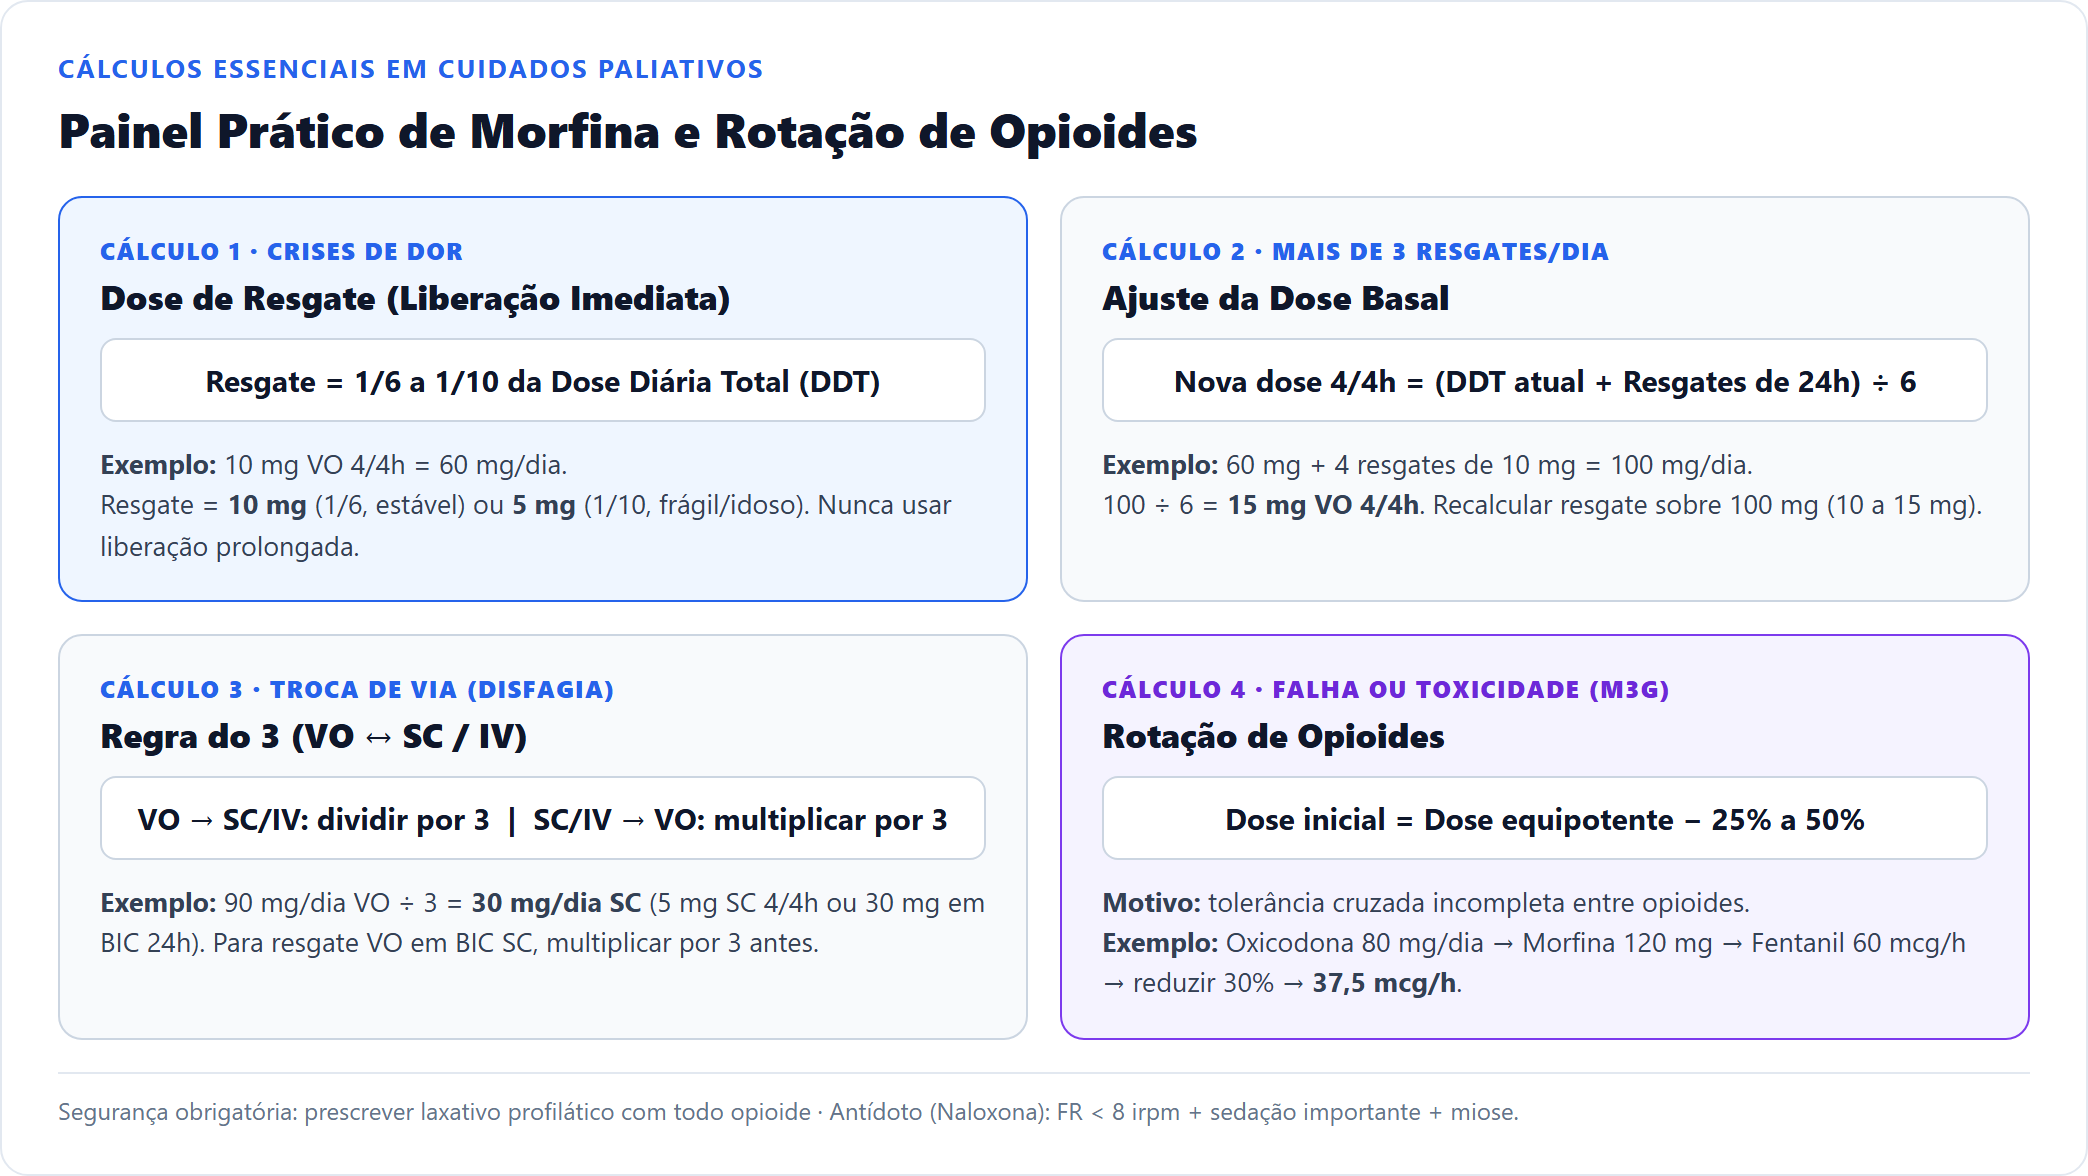 CÁLCULOS ESSENCIAIS EM CUIDADOS PALIATIVOS
Painel Prático de Morfina e Rotação de Opioides
CÁLCULO 1 · CRISES DE DOR
Dose de Resgate (Liberação Imediata)
Resgate = 1/6 a 1/10 da Dose Diária Total (DDT)
Exemplo: 10 mg VO 4/4h = 60 mg/dia.
Resgate = 10 mg (1/6, estável) ou 5 mg (1/10, frágil/idoso). Nunca usar
liberação prolongada.
CÁLCULO 2 · MAIS DE 3 RESGATES/DIA
Ajuste da Dose Basal
Nova dose 4/4h = (DDT atual + Resgates de 24h) ÷ 6
Exemplo: 60 mg + 4 resgates de 10 mg = 100 mg/dia.
100 ÷ 6 = 15 mg VO 4/4h. Recalcular resgate sobre 100 mg (10 a 15 mg).
CÁLCULO 3 · TROCA DE VIA (DISFAGIA)
Regra do 3 (VO ↔ SC / IV)
VO → SC/IV: dividir por 3 | SC/IV → VO: multiplicar por 3
Exemplo: 90 mg/dia VO ÷ 3 = 30 mg/dia SC (5 mg SC 4/4h ou 30 mg em
BIC 24h). Para resgate VO em BIC SC, multiplicar por 3 antes.
CÁLCULO 4 · FALHA OU TOXICIDADE (M3G)
Rotação de Opioides
Dose inicial = Dose equipotente − 25% a 50%
Motivo: tolerância cruzada incompleta entre opioides.
Exemplo: Oxicodona 80 mg/dia → Morfina 120 mg → Fentanil 60 mcg/h
→ reduzir 30% → 37,5 mcg/h.
Segurança obrigatória: prescrever laxativo profilático com todo opioide · Antídoto (Naloxona): FR < 8 irpm + sedação importante + miose.